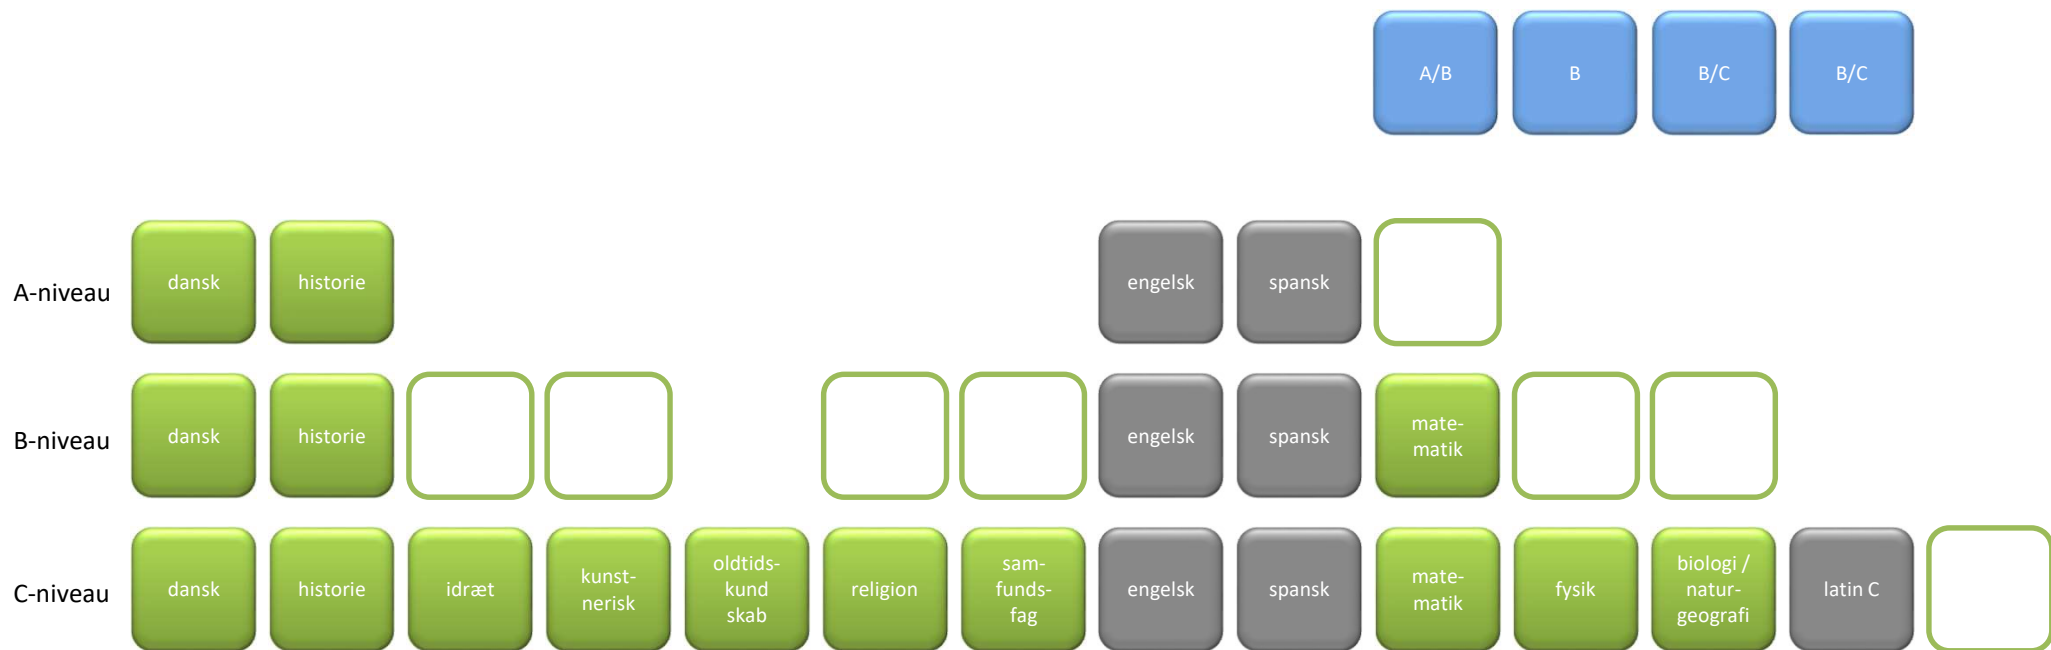 A/B B B/C B/C
A-niveau dansk historie engelsk spansk
B-niveau dansk historie engelsk spansk mate-
matik
C-niveau dansk historie idræt kunst-
nerisk oldtids-
kund
skab religion sam-
funds-
fag engelsk spansk mate-
matik fysik biologi /
natur-
geografi latin C